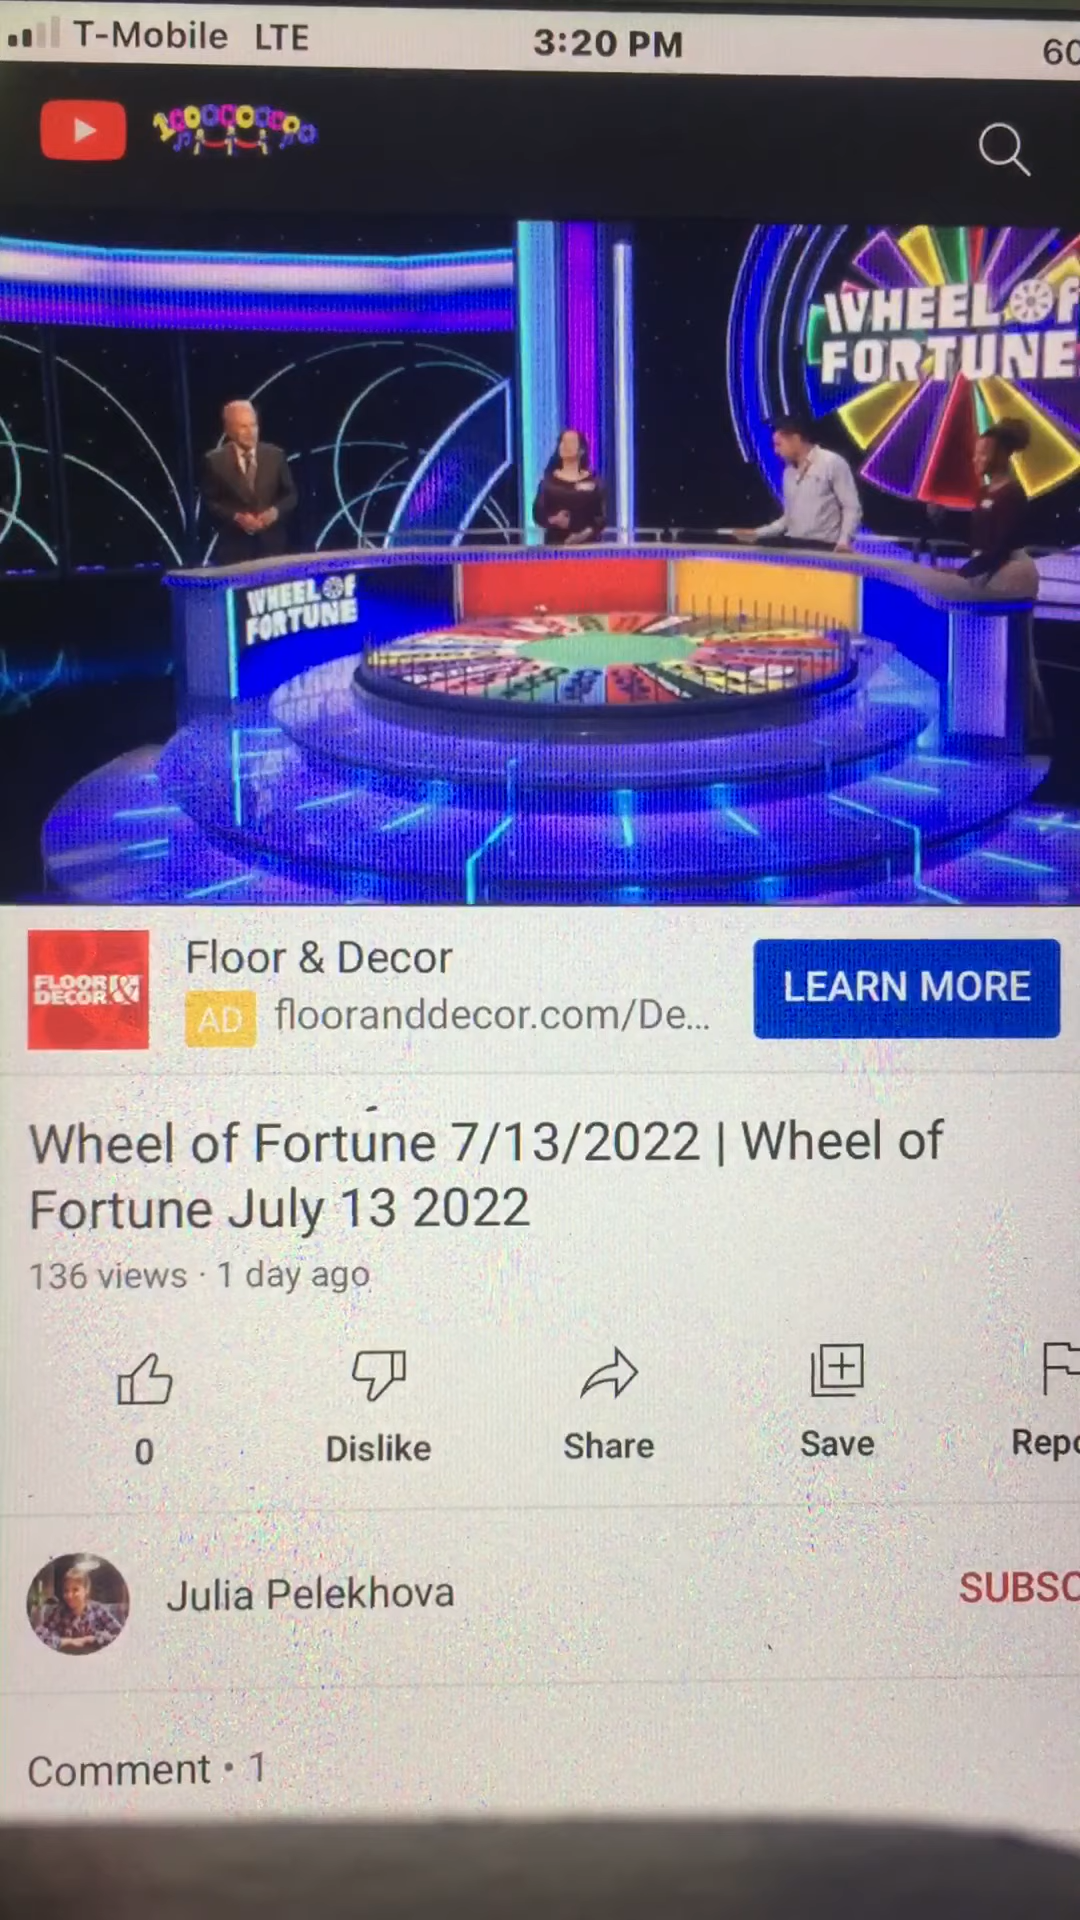 T-Mobile LTE 3:20 PM 60
WHEEL OF
FORTUNE
WHEEL OF
FORTUNE
FLOOR &
DECOR
Floor & Decor
AD flooranddecor.com/De...
LEARN MORE
Wheel of Fortune 7/13/2022 | Wheel of
Fortune July 13 2022
136 views · 1 day ago
0 Dislike Share Save Repo
Julia Pelekhova
SUBSC
Comment • 1